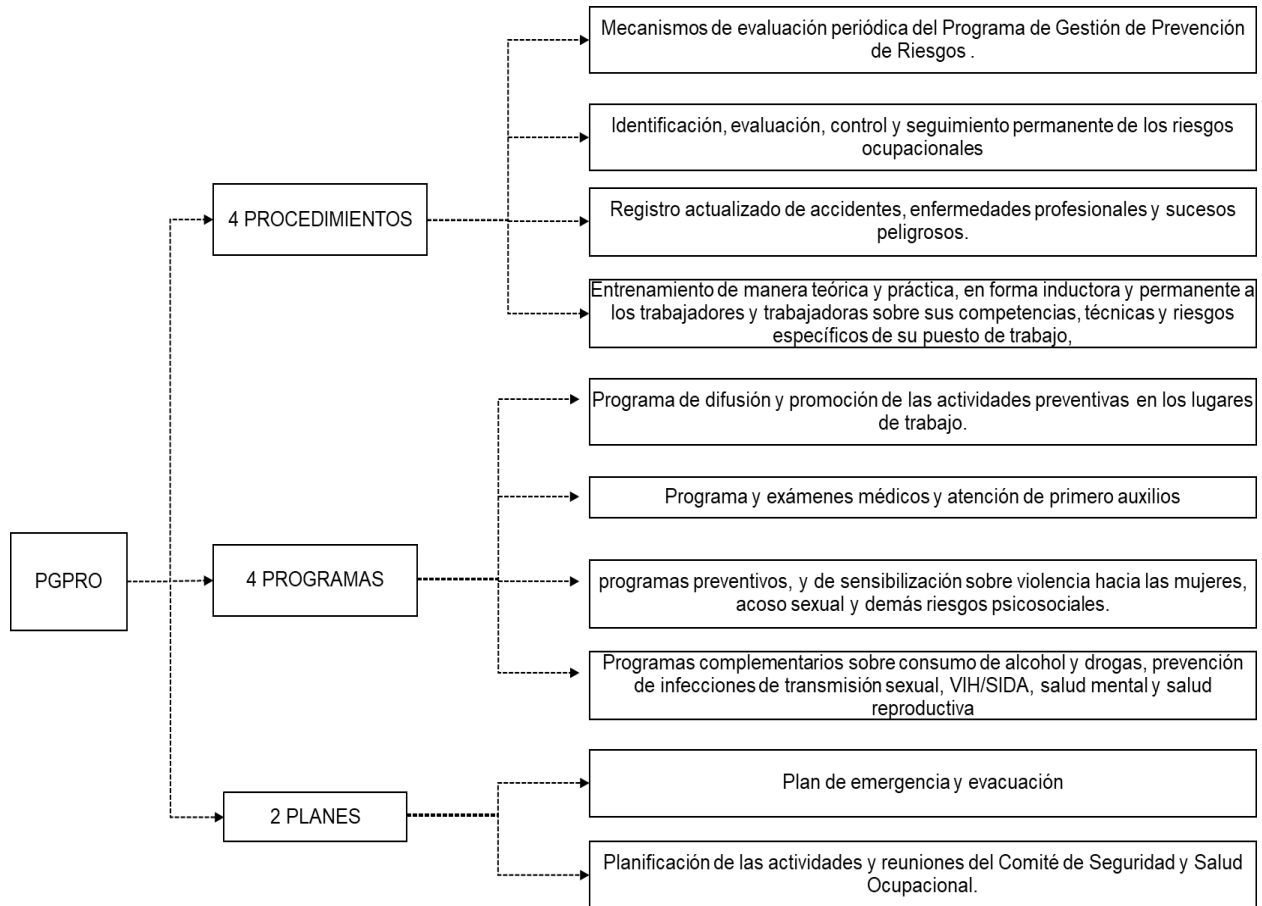 Mecanismos de evaluación periódica del Programa de Gestión de Prevención
de Riesgos .
Identificación, evaluación, control y seguimiento permanente de los riesgos
ocupacionales
4 PROCEDIMIENTOS
Registro actualizado de accidentes, enfermedades profesionales y sucesos
peligrosos.
Entrenamiento de manera teórica y práctica, en forma inductora y permanente a
los trabajadores y trabajadoras sobre sus competencias, técnicas y riesgos
específicos de su puesto de trabajo,
Programa de difusión y promoción de las actividades preventivas en los lugares
de trabajo.
Programa y exámenes médicos y atención de primero auxilios
PGPRO
4 PROGRAMAS
programas preventivos, y de sensibilización sobre violencia hacia las mujeres,
acoso sexual y demás riesgos psicosociales.
Programas complementarios sobre consumo de alcohol y drogas, prevención
de infecciones de transmisión sexual, VIH/SIDA, salud mental y salud
reproductiva
Plan de emergencia y evacuación
2 PLANES
Planificación de las actividades y reuniones del Comité de Seguridad y Salud
Ocupacional.